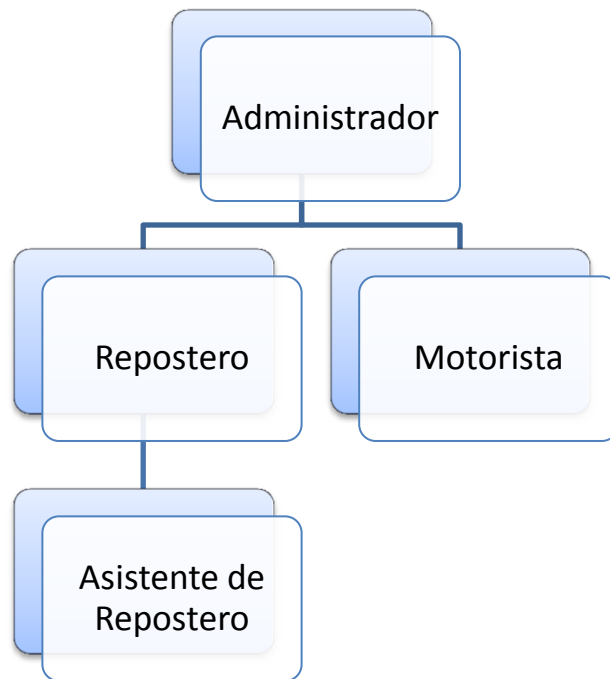 Administrador
Repostero
Motorista
Asistente de
Repostero